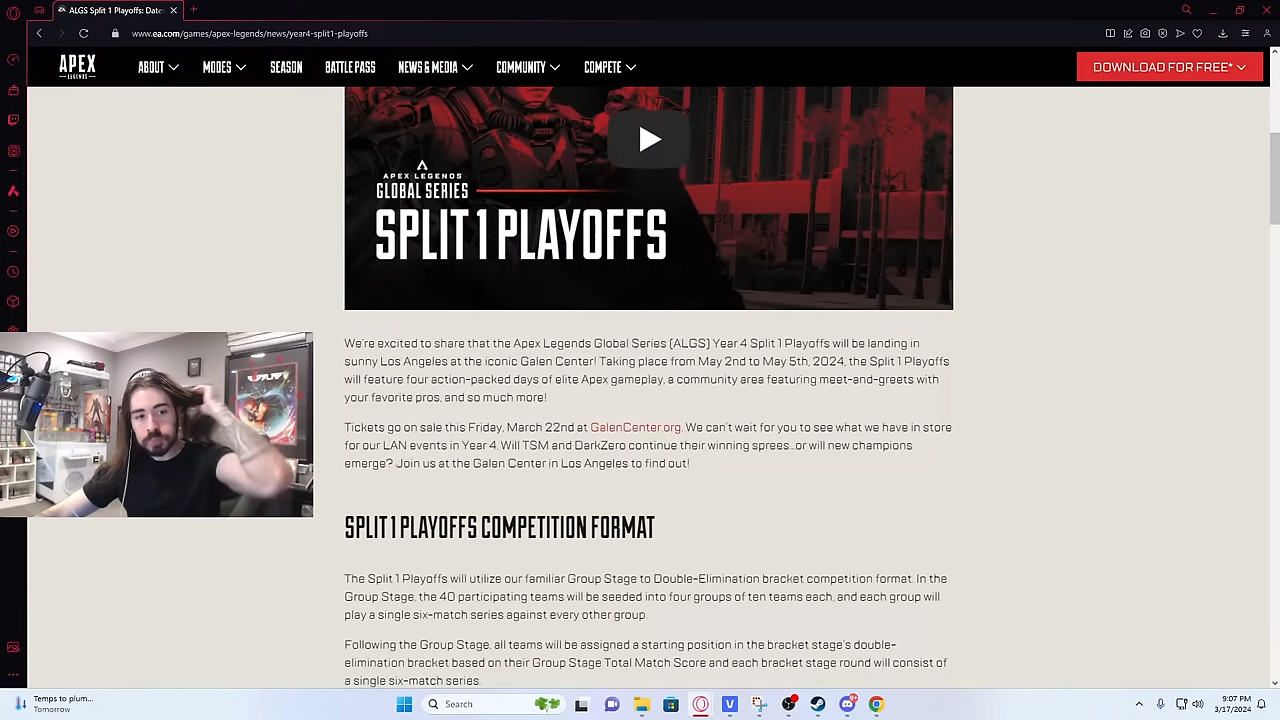 ALGS Split 1 Playoffs: Date
www.ea.com/games/apex-legends/news/year4-split1-playoffs
APEX
LEGENDS
ABOUT
MODES
SEASON
BATTLE PASS
NEWS & MEDIA
COMMUNITY
COMPETE
DOWNLOAD FOR FREE*
APEX LEGENDS
GLOBAL SERIES
SPLIT 1 PLAYOFFS
We're excited to share that the Apex Legends Global Series (ALGS) Year 4 Split 1 Playoffs will be landing in
sunny Los Angeles at the iconic Galen Center! Taking place from May 2nd to May 5th, 2024, the Split 1 Playoffs
will feature four action-packed days of elite Apex gameplay, a community area featuring meet-and-greets with
your favorite pros, and so much more!
Tickets go on sale this Friday, March 22nd at GalenCenter.org. We can't wait for you to see what we have in store
for our LAN events in Year 4. Will TSM and DarkZero continue their winning sprees...or will new champions
emerge? Join us at the Galen Center in Los Angeles to find out!
SPLIT 1 PLAYOFFS COMPETITION FORMAT
The Split 1 Playoffs will utilize our familiar Group Stage to Double-Elimination bracket competition format. In the
Group Stage, the 40 participating teams will be seeded into four groups of ten teams each, and each group will
play a single six-match series against every other group.
Following the Group Stage, all teams will be assigned a starting position in the bracket stage's double-
elimination bracket based on their Group Stage Total Match Score and each bracket stage round will consist of
a single six-match series.
Temps to plum...
Tomorrow
Search
9:07 PM
3/17/2024